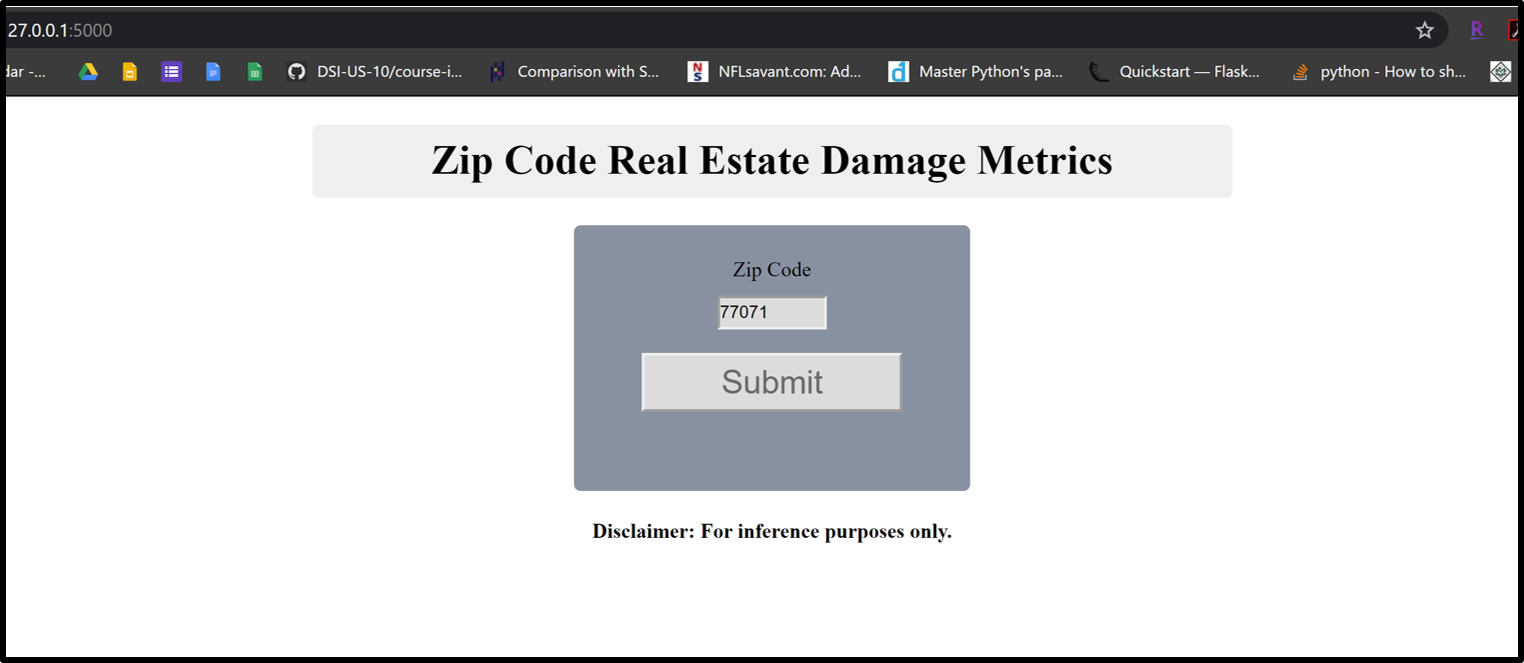 27.0.0.1:5000
dar -...
DSI-US-10/course-i...
Comparison with S...
NFLsavant.com: Ad...
Master Python's pa...
Quickstart — Flask...
python - How to sh...
Zip Code Real Estate Damage Metrics
Zip Code
77071
Submit
Disclaimer: For inference purposes only.